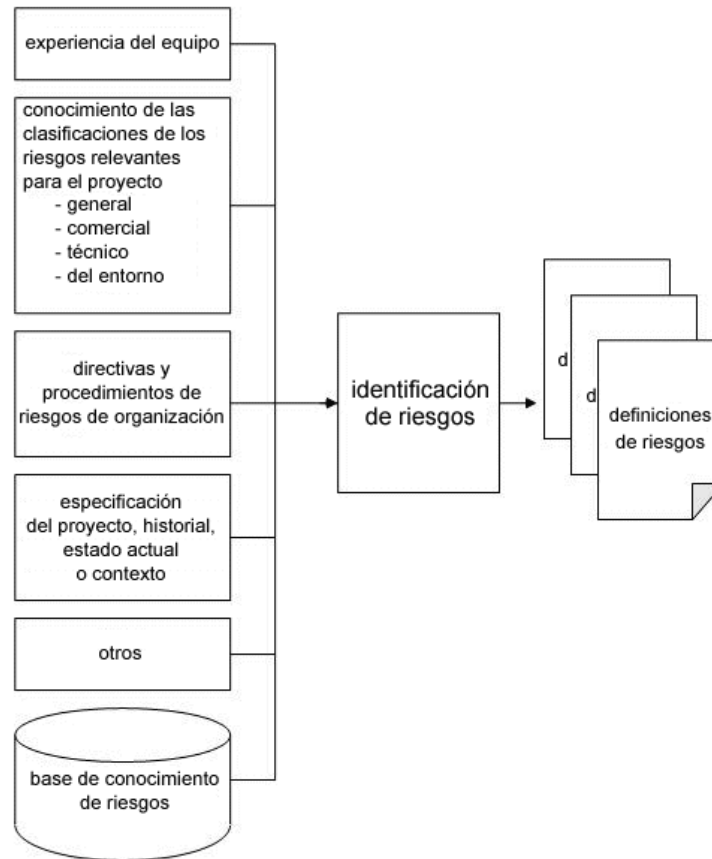 experiencia del equipo
conocimiento de las
clasificaciones de los
riesgos relevantes
para el proyecto
- general
- comercial
- técnico
- del entorno
directivas y
procedimientos de
riesgos de organización
especificación
del proyecto, historial,
estado actual
o contexto
otros
base de conocimiento
de riesgos
identificación
de riesgos
d
d
definiciones
de riesgos